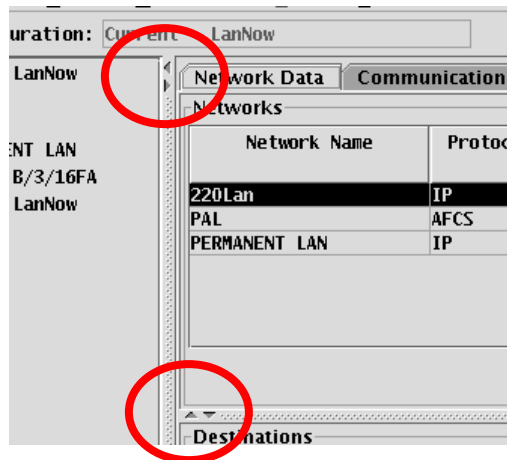 uration: Current LanNow
LanNow
ENT LAN
B/3/16FA
LanNow
Network Data Communication
Networks
Network Name Protoc
220Lan IP
PAL AFCS
PERMANENT LAN IP
Destinations